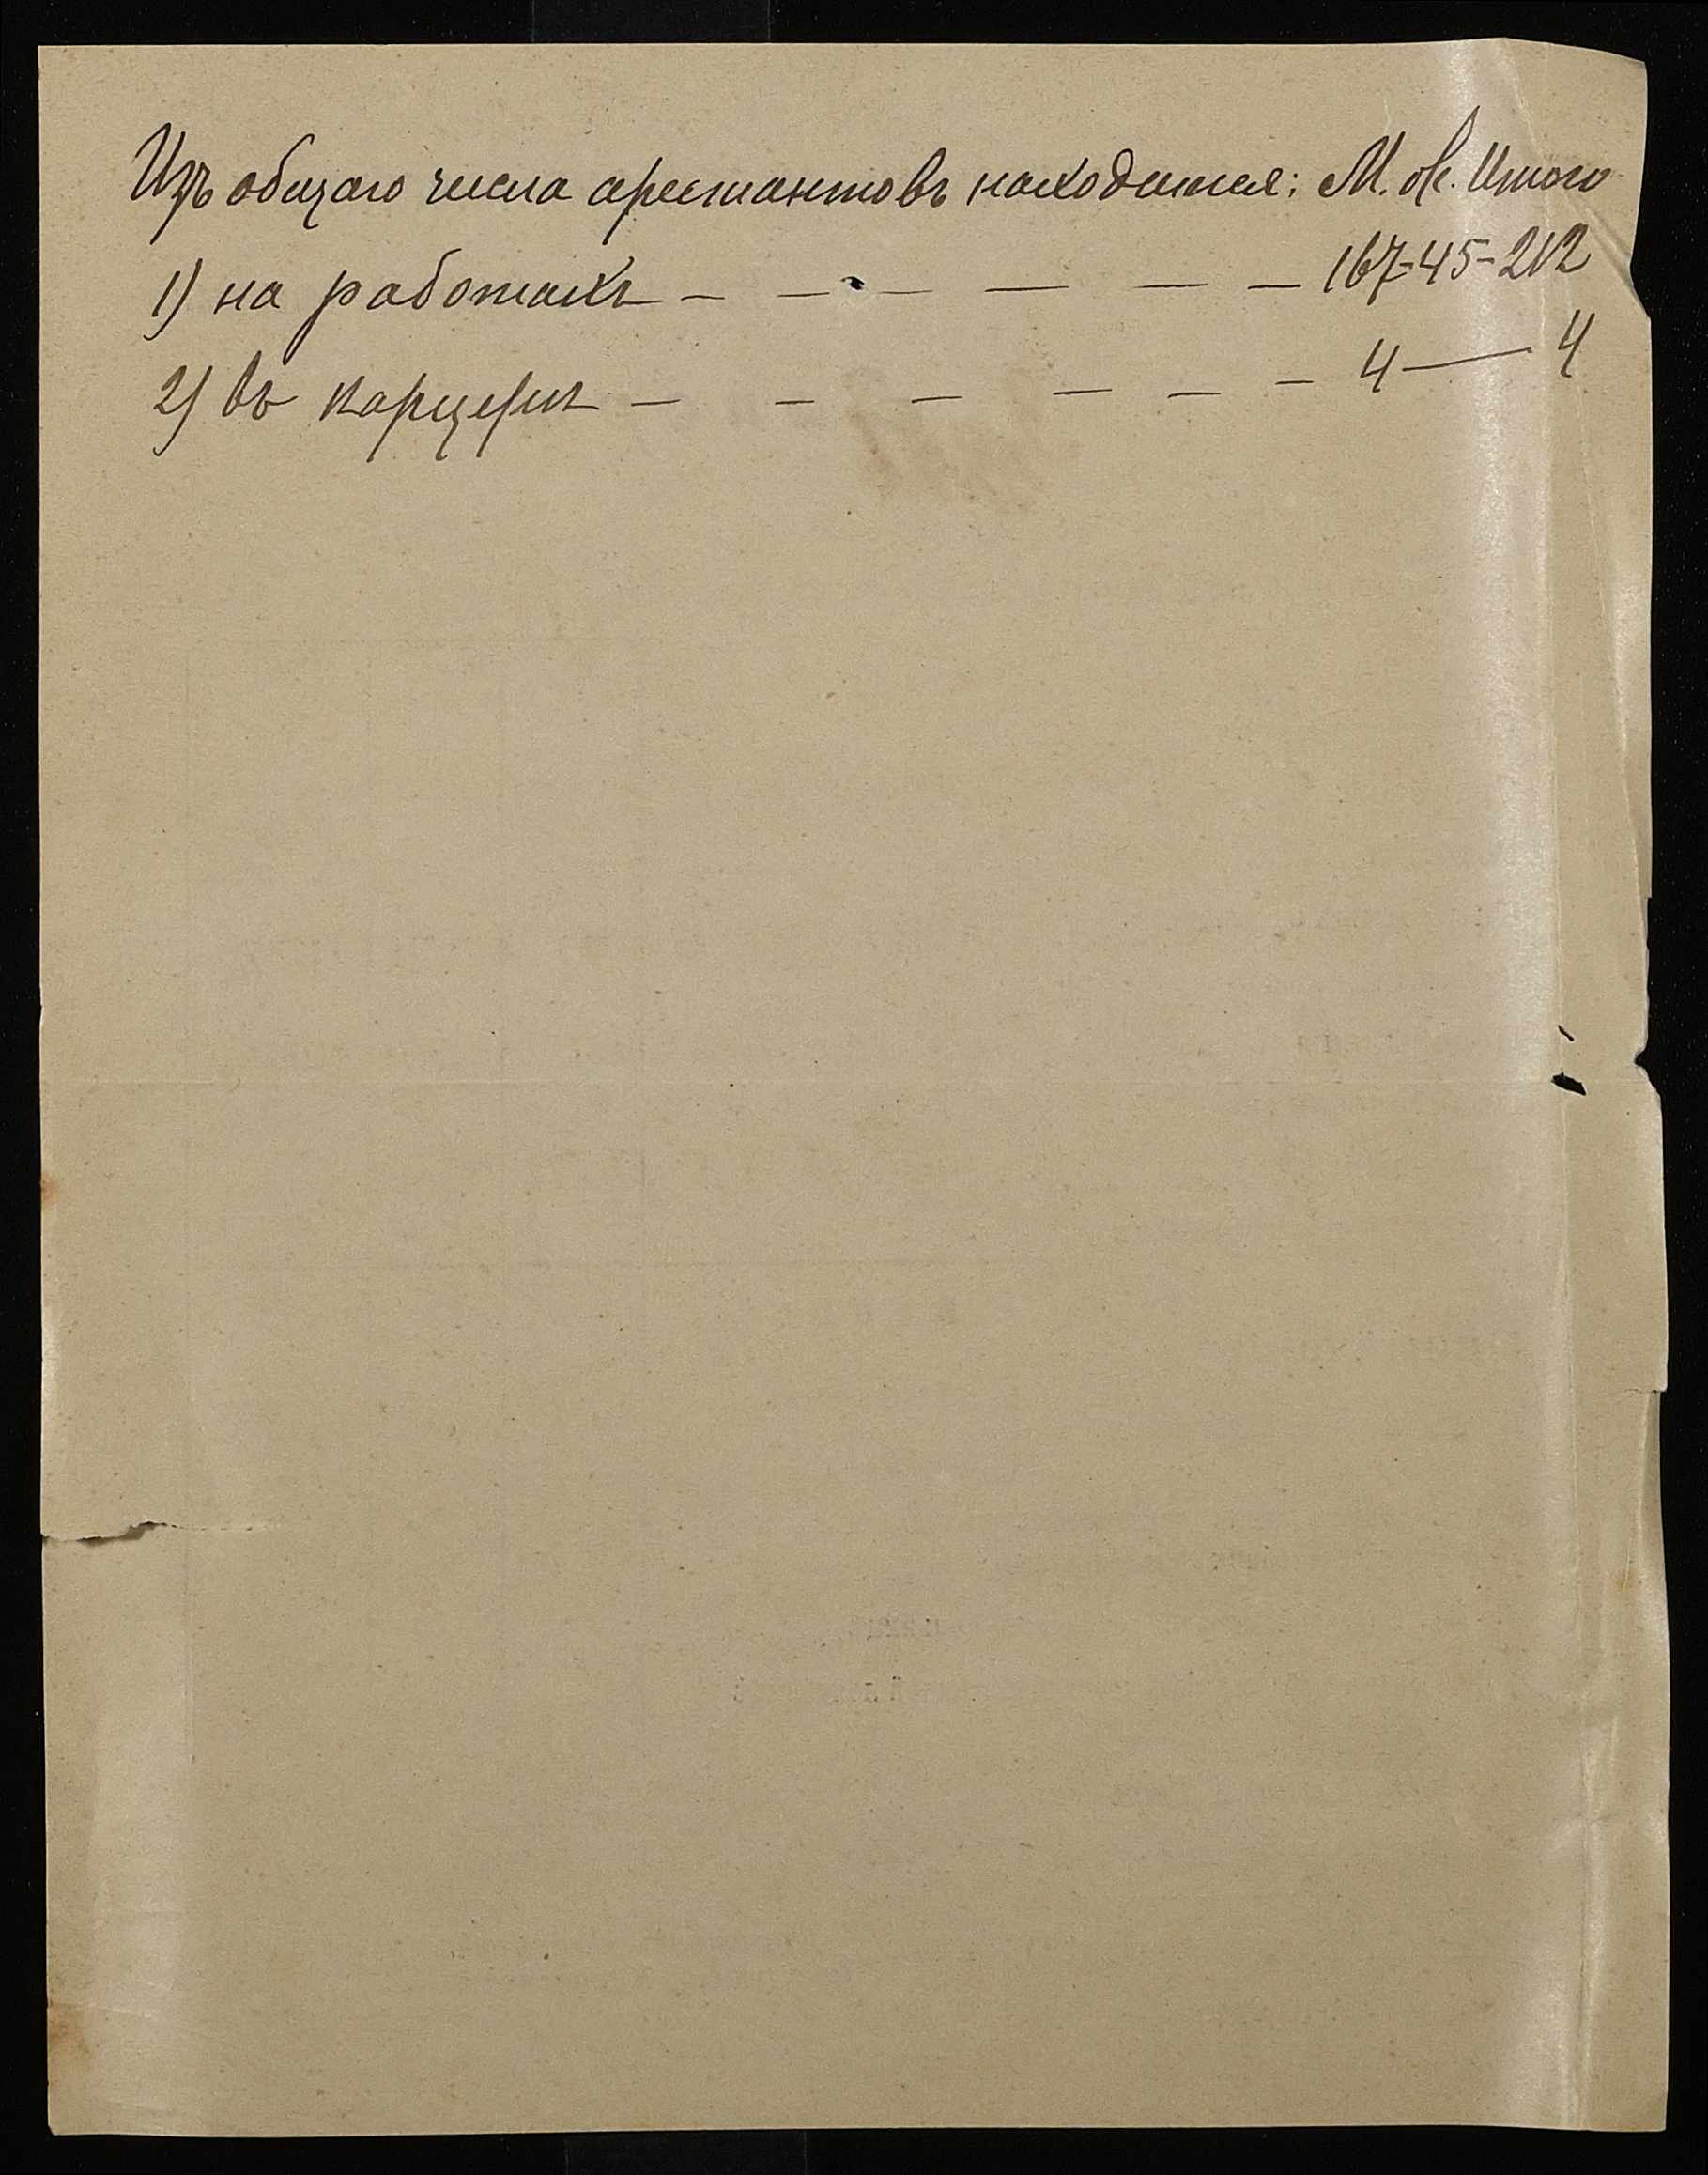 Изъ общаго числа арестантовъ находится: М. ж. Итого
1) на работахъ — — — — — — 167-45-212
2) въ карцерѣ — — — — — — 4 — 4